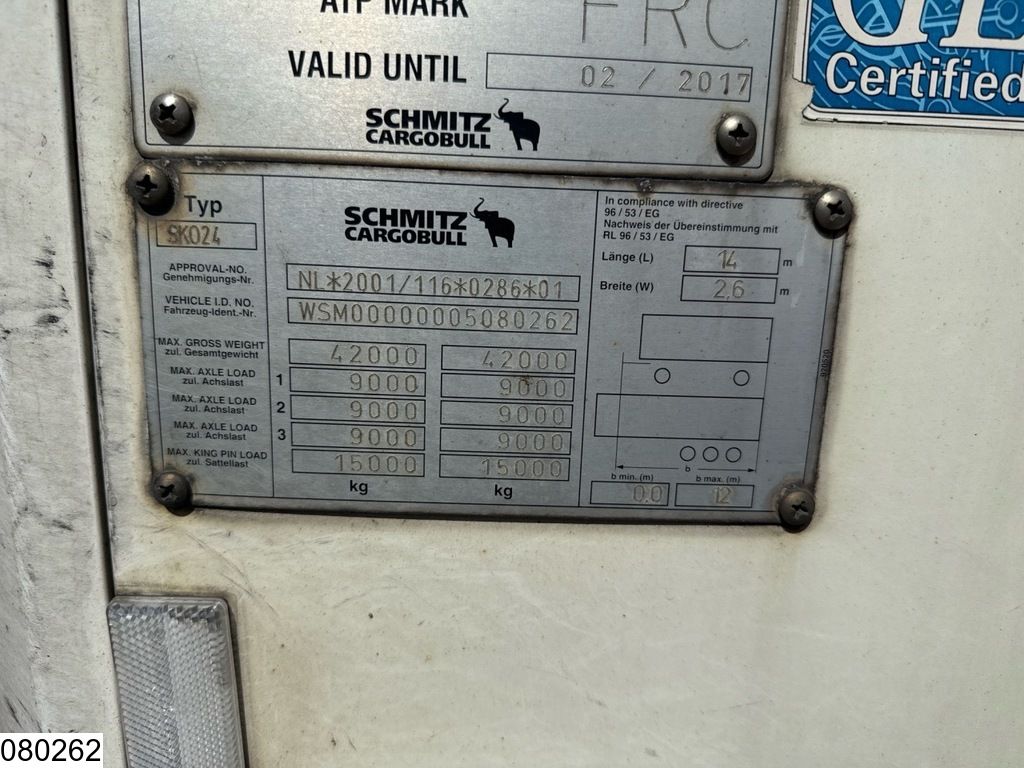 ATP MARK FRC
VALID UNTIL 02 / 2017
SCHMITZ
CARGOBULL
Certified
Typ
SKO24
SCHMITZ
CARGOBULL
APPROVAL-NO.
Genehmigungs-Nr.
NL*2001/116*0286*01
VEHICLE I.D. NO.
Fahrzeug-Ident.-Nr.
WSM00000005080262
MAX. GROSS WEIGHT
zul. Gesamtgewicht
42000 42000
MAX. AXLE LOAD
zul. Achslast
1 9000 9000
MAX. AXLE LOAD
zul. Achslast
2 9000 9000
MAX. AXLE LOAD
zul. Achslast
3 9000 9000
MAX. KING PIN LOAD
zul. Sattellast
15000 15000
kg kg
In compliance with directive
96 / 53 / EG
Nachweis der Übereinstimmung mit
RL 96 / 53 / EG
Länge (L) 14 m
Breite (W) 2,6 m
b
b min. (m) b max. (m)
0,0 12
920520
080262